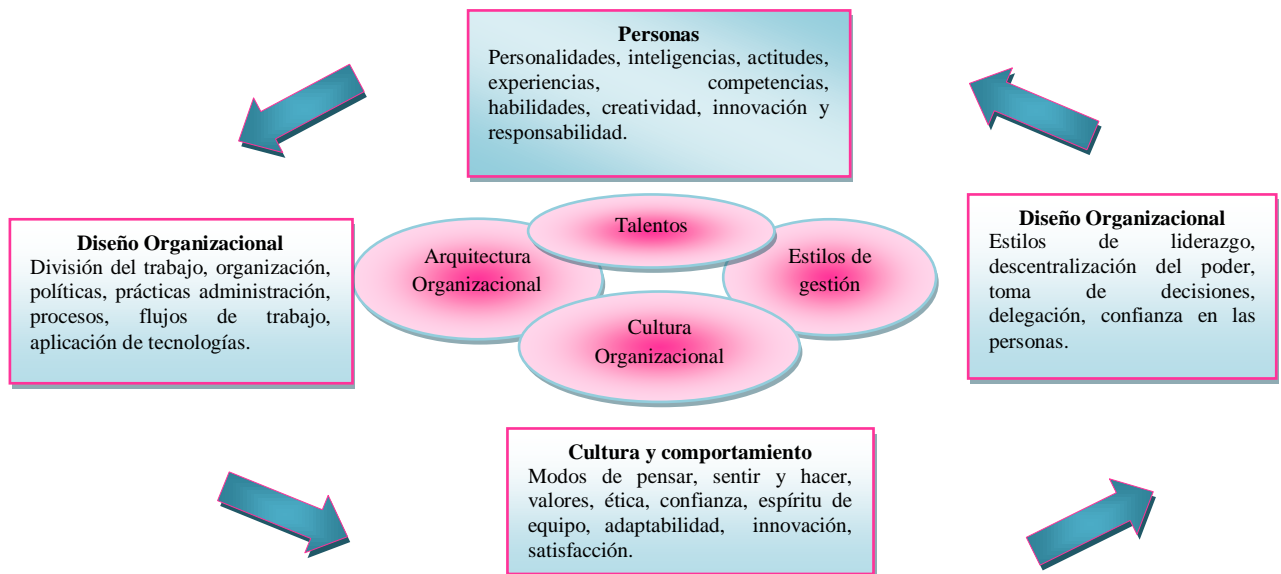 Personas
Personalidades, inteligencias, actitudes,
experiencias, competencias,
habilidades, creatividad, innovación y
responsabilidad.
Diseño Organizacional
División del trabajo, organización,
políticas, prácticas administración,
procesos, flujos de trabajo,
aplicación de tecnologías.
Talentos
Arquitectura
Organizacional
Estilos de
gestión
Cultura
Organizacional
Diseño Organizacional
Estilos de liderazgo,
descentralización del poder,
toma de decisiones,
delegación, confianza en las
personas.
Cultura y comportamiento
Modos de pensar, sentir y hacer,
valores, ética, confianza, espíritu de
equipo, adaptabilidad, innovación,
satisfacción.